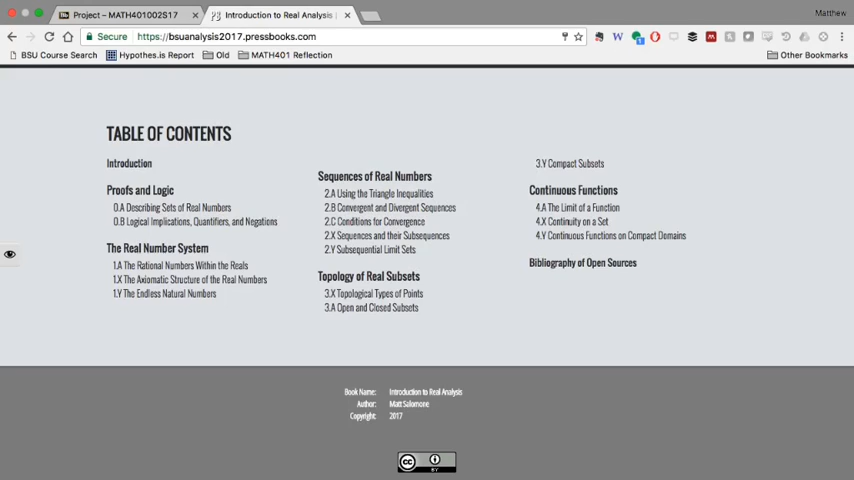 Project – MATH401002S17
Introduction to Real Analysis |
Matthew
Secure
https://bsuanalysis2017.pressbooks.com
BSU Course Search
Hypothes.is Report
Old
MATH401 Reflection
Other Bookmarks
TABLE OF CONTENTS
Introduction
Proofs and Logic
0.A Describing Sets of Real Numbers
0.B Logical Implications, Quantifiers, and Negations
The Real Number System
1.A The Rational Numbers Within the Reals
1.X The Axiomatic Structure of the Real Numbers
1.Y The Endless Natural Numbers
Sequences of Real Numbers
2.A Using the Triangle Inequalities
2.B Convergent and Divergent Sequences
2.C Conditions for Convergence
2.X Sequences and their Subsequences
2.Y Subsequential Limit Sets
Topology of Real Subsets
3.X Topological Types of Points
3.A Open and Closed Subsets
3.Y Compact Subsets
Continuous Functions
4.A The Limit of a Function
4.X Continuity on a Set
4.Y Continuous Functions on Compact Domains
Bibliography of Open Sources
Book Name: Introduction to Real Analysis
Author: Matt Salomone
Copyright: 2017
cc
BY